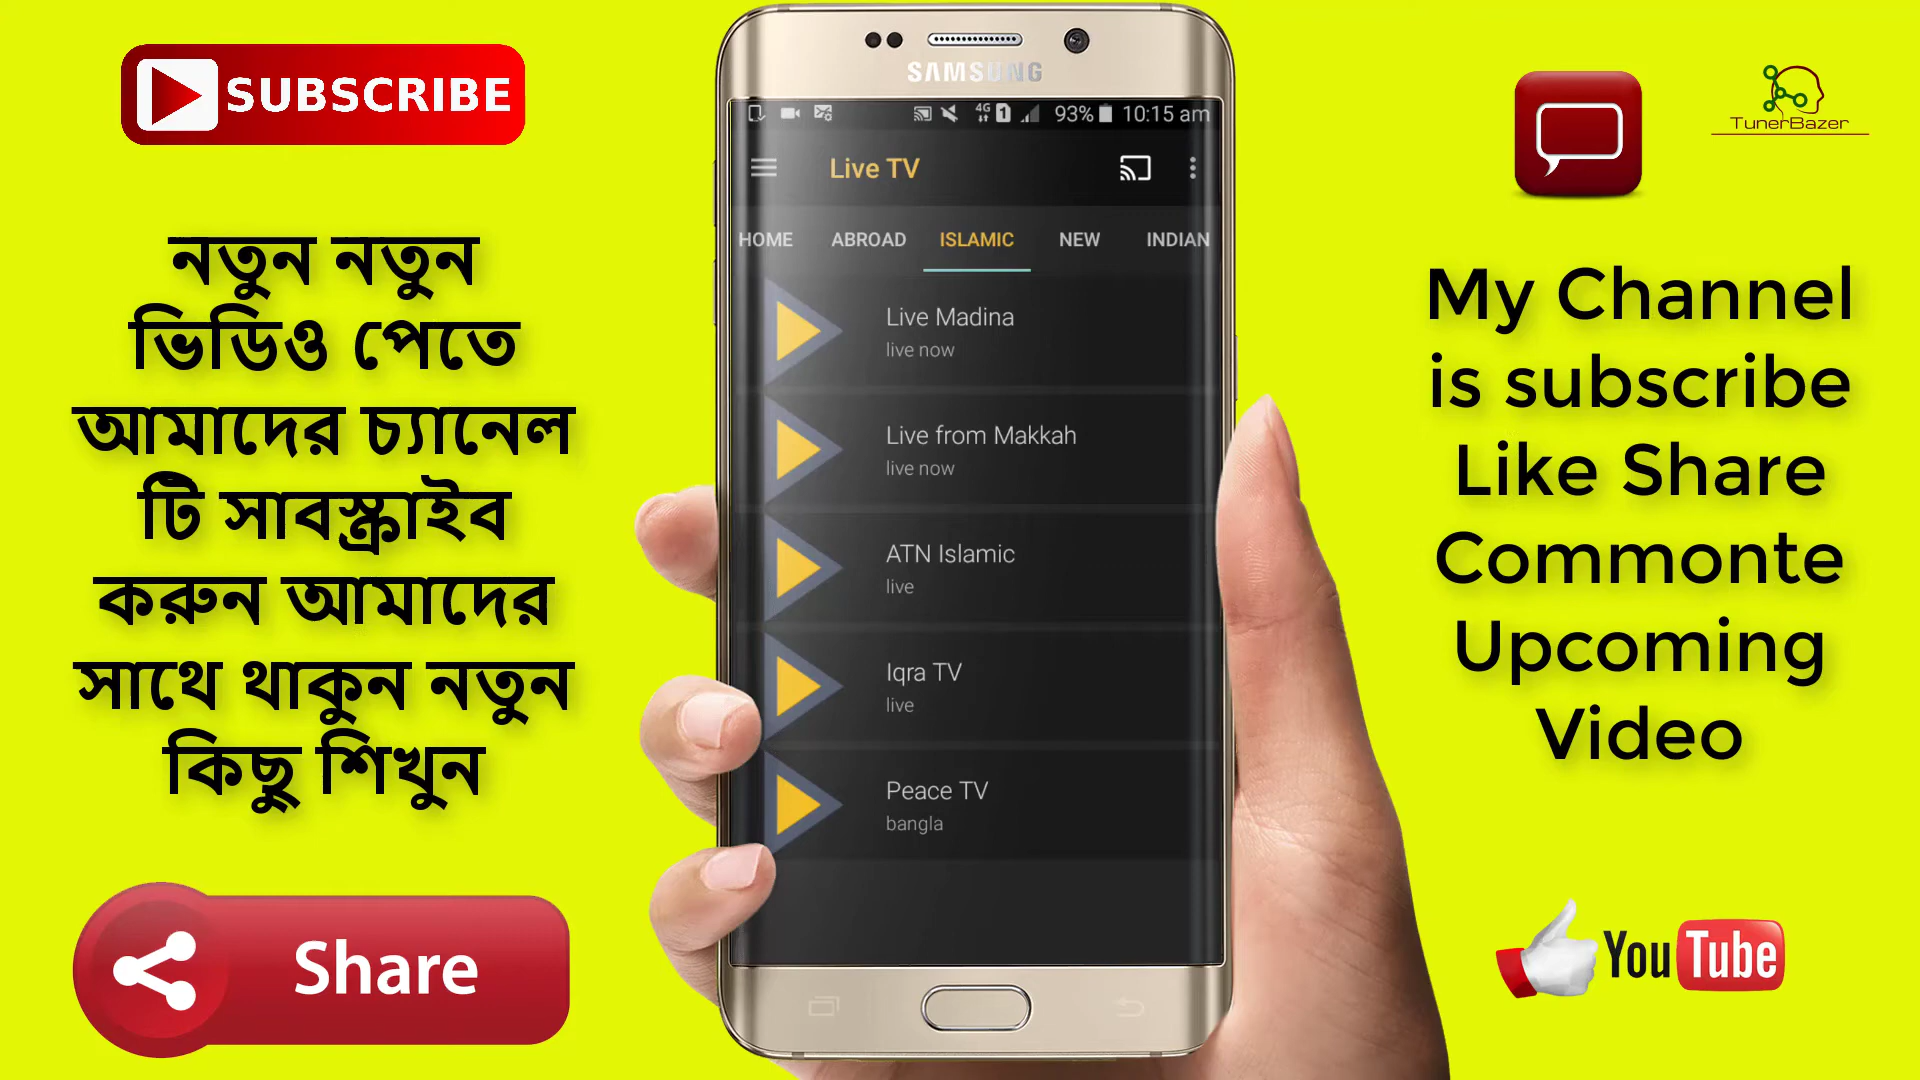 SUBSCRIBE
নতুন নতুন
ভিডিও পেতে
আমাদের চ্যানেল
টি সাবস্ক্রাইব
করুন আমাদের
সাথে থাকুন নতুন
কিছু শিখুন
Share
SAMSUNG
4G 1 93% 10:15 am
Live TV
HOME ABROAD ISLAMIC NEW INDIAN
Live Madina
live now
Live from Makkah
live now
ATN Islamic
live
Iqra TV
live
Peace TV
bangla
TunerBazer
My Channel
is subscribe
Like Share
Commonte
Upcoming
Video
YouTube